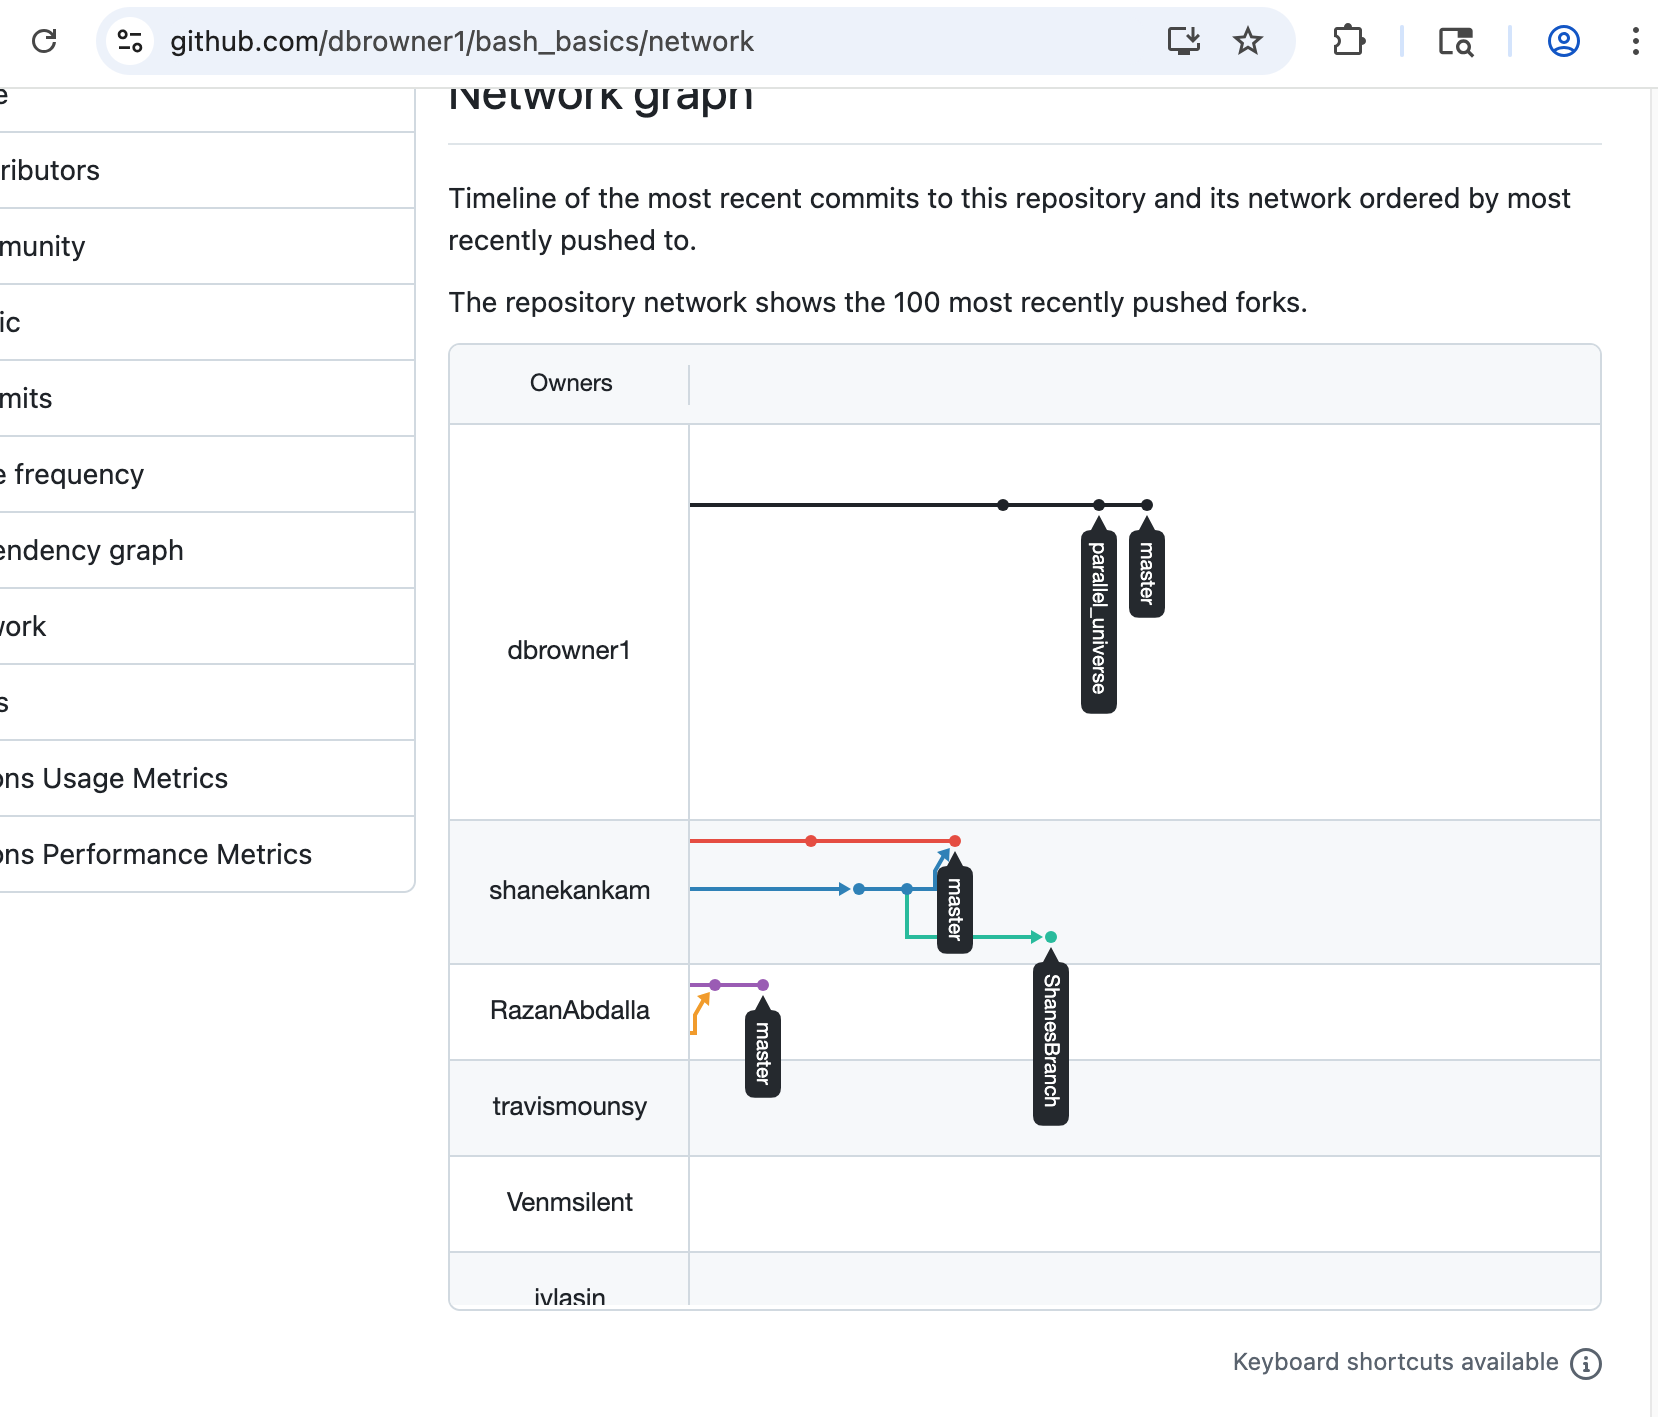 github.com/dbrowner1/bash_basics/network
Network graph
e
ributors
munity
ic
mits
e frequency
endency graph
work
s
ons Usage Metrics
ons Performance Metrics
Timeline of the most recent commits to this repository and its network ordered by most
recently pushed to.
The repository network shows the 100 most recently pushed forks.
Owners
dbrowner1
parallel_universe
master
shanekankam
master
ShanesBranch
RazanAbdalla
master
travismounsy
Venmsilent
ivlasin
Keyboard shortcuts available